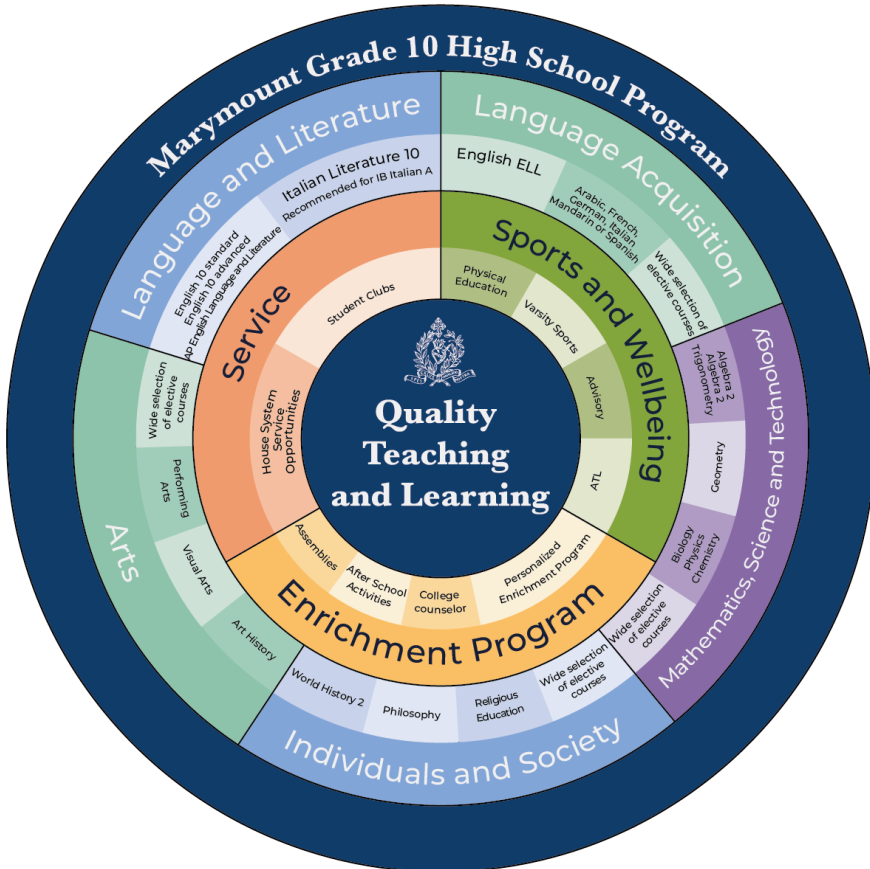 Marymount Grade 10 High School Program
Language and Literature
English 10 standard
English 10 advanced
AP English Language and Literature
Italian Literature 10
Recommended for IB Italian A
Language Acquisition
English ELL
Arabic, French,
German, Italian,
Mandarin or Spanish
Wide selection of
elective courses
Mathematics, Science and Technology
Algebra 2
Algebra 2
Trigonometry
Geometry
Biology
Physics
Chemistry
Wide selection
of elective
courses
Individuals and Society
World History 2
Philosophy
Religious
Education
Wide selection
of elective
courses
Arts
Wide selection
of elective
courses
Performing
Arts
Visual Arts
Art History
Service
Student Clubs
House System
Service
Opportunities
Sports and Wellbeing
Physical
Education
Varsity Sports
Advisory
ATL
Enrichment Program
Assemblies
After School
Activities
College
counselor
Personalized
Enrichment Program
Quality
Teaching
and Learning